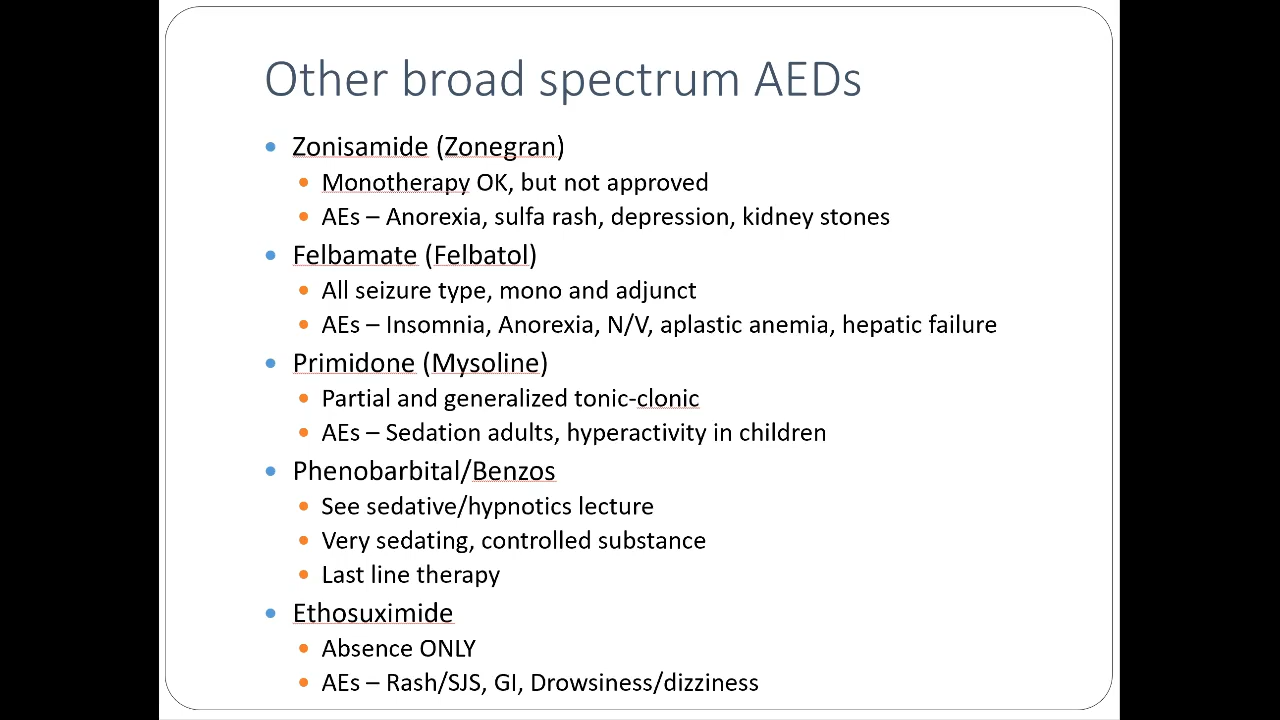 Other broad spectrum AEDs
Zonisamide (Zonegran)
Monotherapy OK, but not approved
AEs – Anorexia, sulfa rash, depression, kidney stones
Felbamate (Felbatol)
All seizure type, mono and adjunct
AEs – Insomnia, Anorexia, N/V, aplastic anemia, hepatic failure
Primidone (Mysoline)
Partial and generalized tonic-clonic
AEs – Sedation adults, hyperactivity in children
Phenobarbital/Benzos
See sedative/hypnotics lecture
Very sedating, controlled substance
Last line therapy
Ethosuximide
Absence ONLY
AEs – Rash/SJS, GI, Drowsiness/dizziness